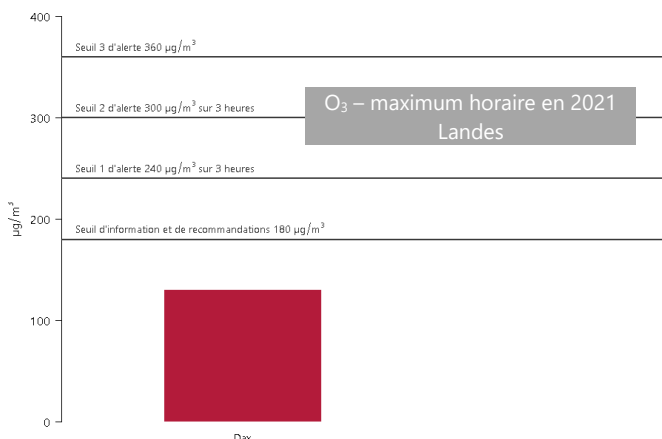 400
Seuil 3 d'alerte 360 µg/m³
O₃ – maximum horaire en 2021
Landes
300
Seuil 2 d'alerte 300 µg/m³ sur 3 heures
Seuil 1 d'alerte 240 µg/m³ sur 3 heures
µg/m³
200
Seuil d'information et de recommandations 180 µg/m³
100
0
Dax